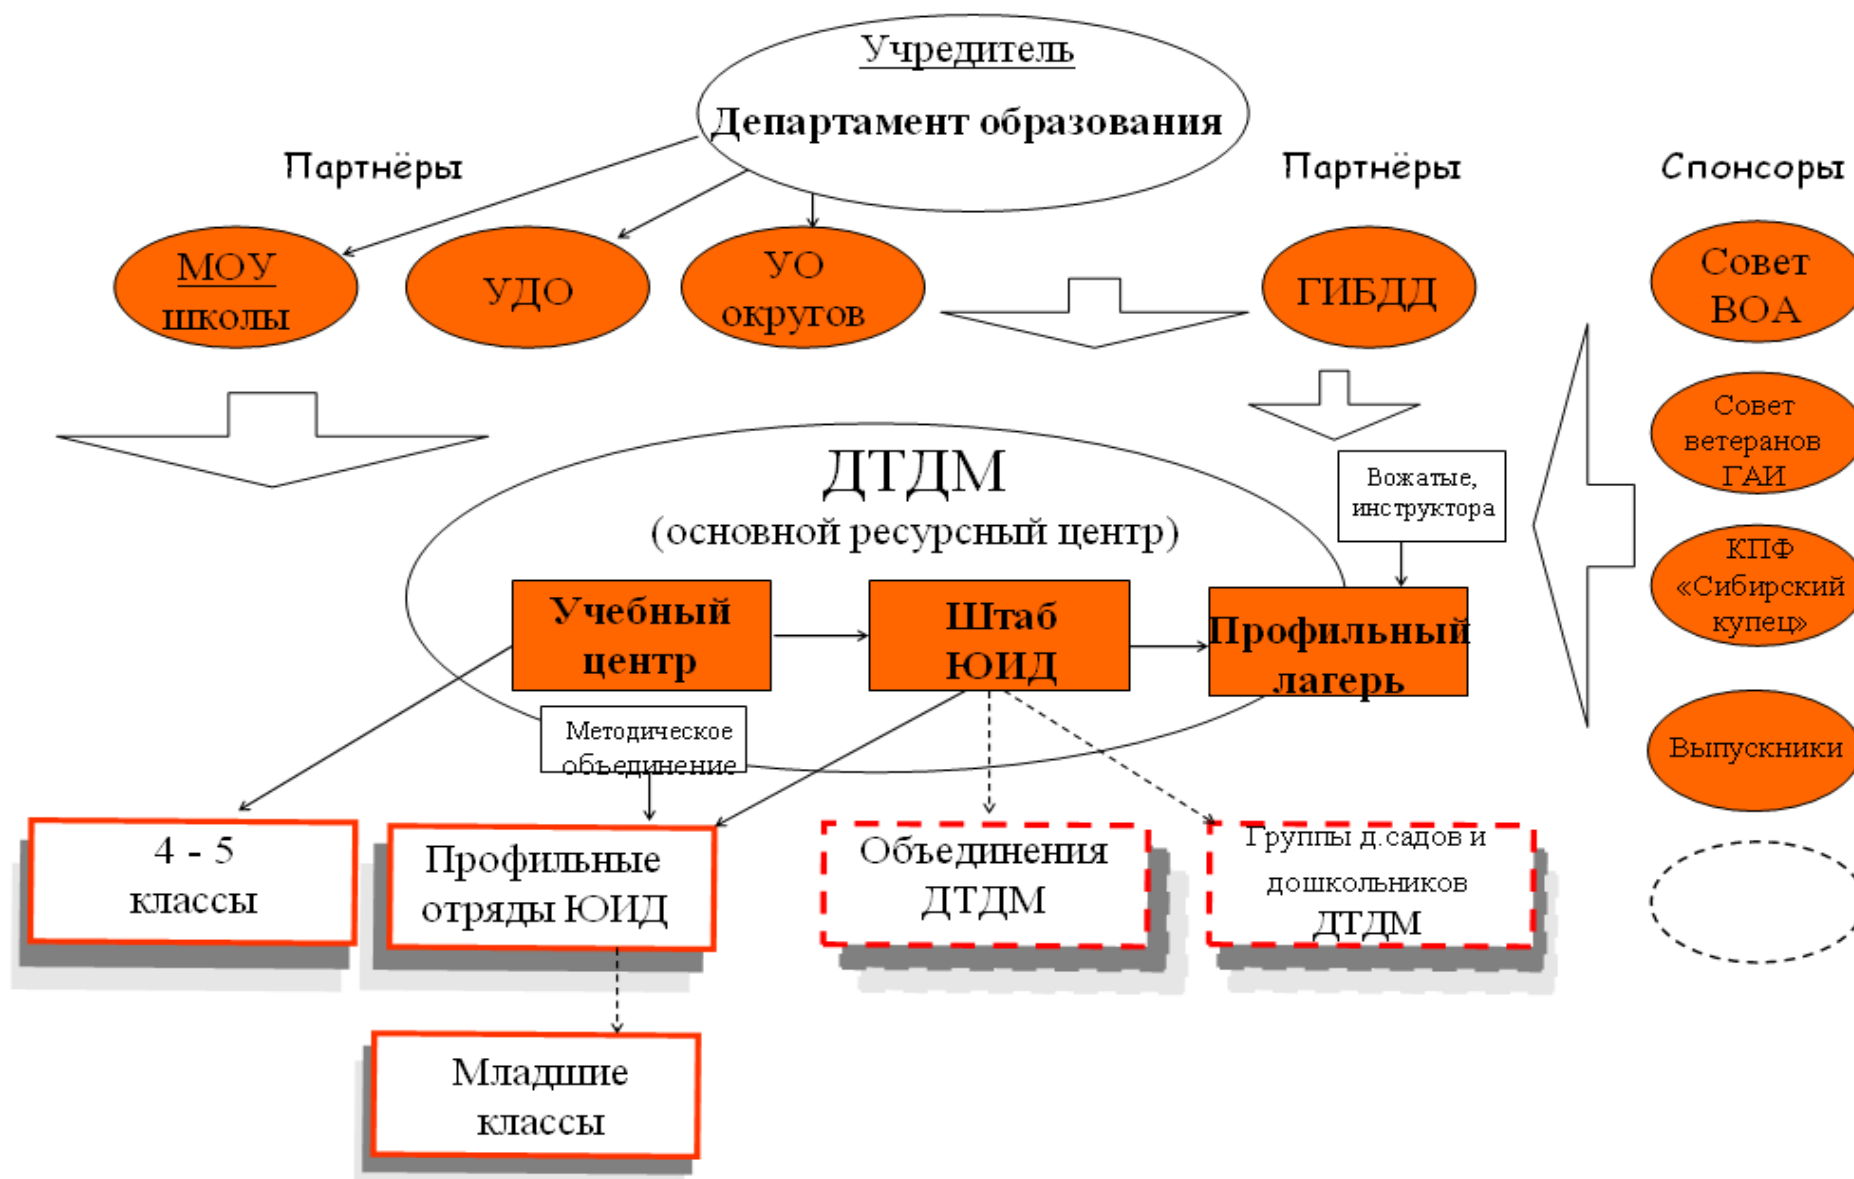 Учредитель
Департамент образования
Партнёры
Партнёры
Спонсоры
МОУ
школы
УДО
УО
округов
ГИБДД
Совет
ВОА
Совет
ветеранов
ГАИ
КПФ
«Сибирский
купец»
Выпускники
ДТДМ
(основной ресурсный центр)
Вожатые,
инструктора
Учебный
центр
Штаб
ЮИД
Профильный
лагерь
Методическое
объединение
4 - 5
классы
Профильные
отряды ЮИД
Объединения
ДТДМ
Группы д.садов и
дошкольников
ДТДМ
Младшие
классы